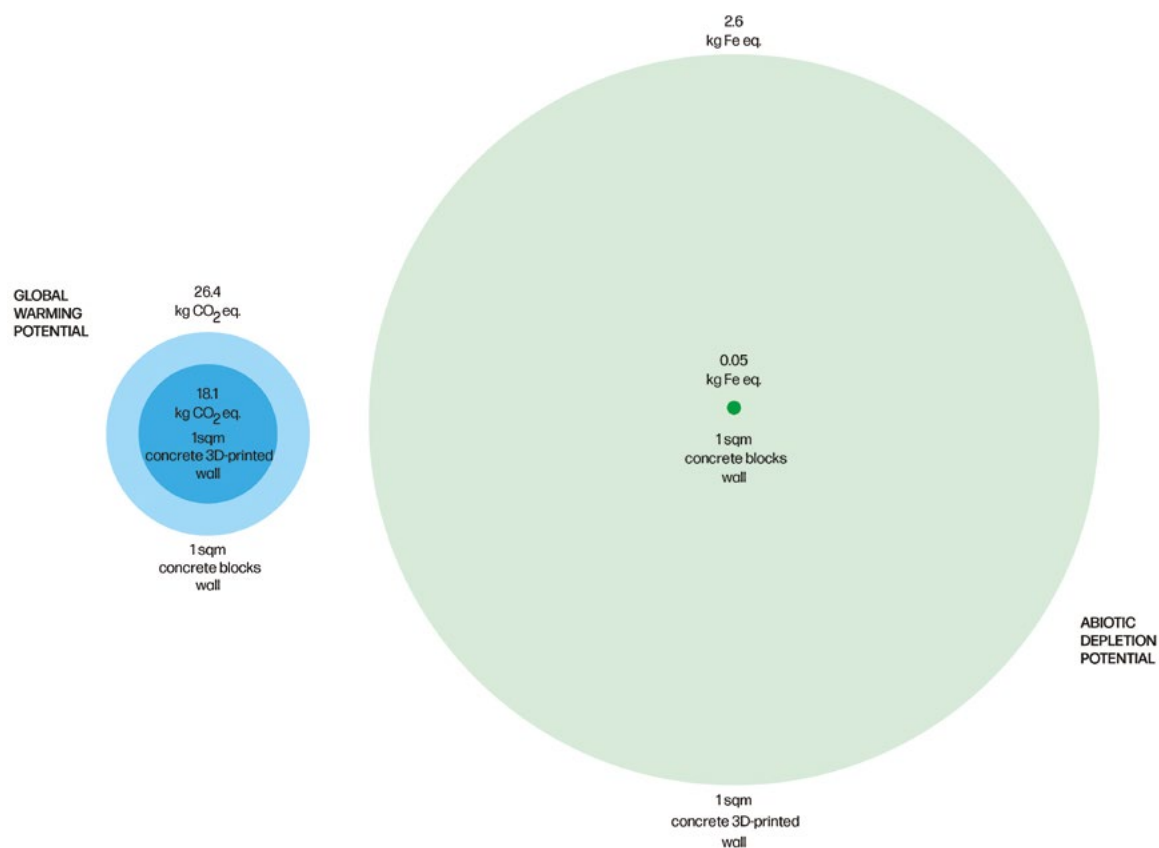 2.6
kg Fe eq.
GLOBAL
WARMING
POTENTIAL
26.4
kg CO₂ eq.
18.1
kg CO₂ eq.
1sqm
concrete 3D-printed
wall
1 sqm
concrete blocks
wall
0.05
kg Fe eq.
1 sqm
concrete blocks
wall
ABIOTIC
DEPLETION
POTENTIAL
1 sqm
concrete 3D-printed
wall